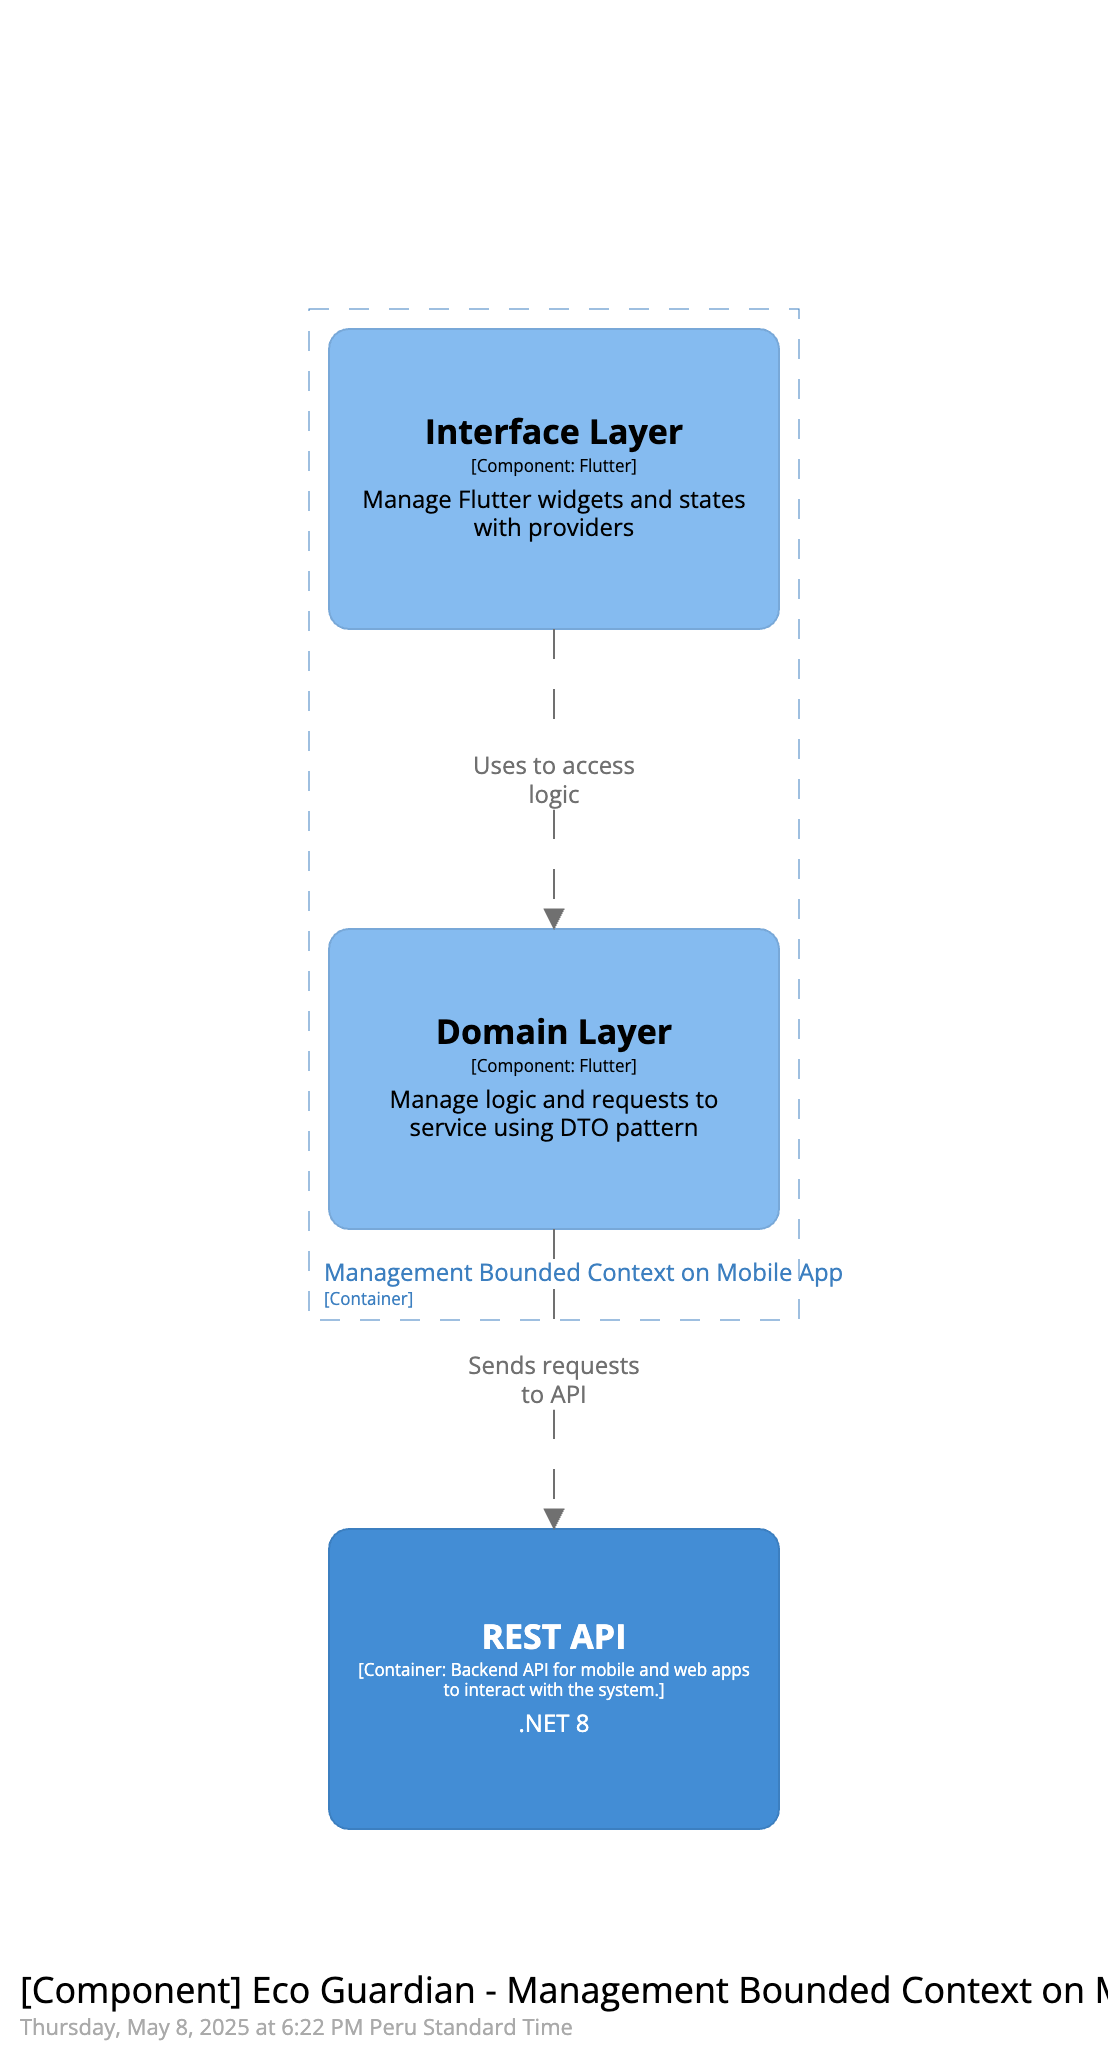 Interface Layer
[Component: Flutter]
Manage Flutter widgets and states
with providers
Uses to access
logic
Domain Layer
[Component: Flutter]
Manage logic and requests to
service using DTO pattern
Management Bounded Context on Mobile App
[Container]
Sends requests
to API
REST API
[Container: Backend API for mobile and web apps
to interact with the system.]
.NET 8
[Component] Eco Guardian - Management Bounded Context on M
Thursday, May 8, 2025 at 6:22 PM Peru Standard Time